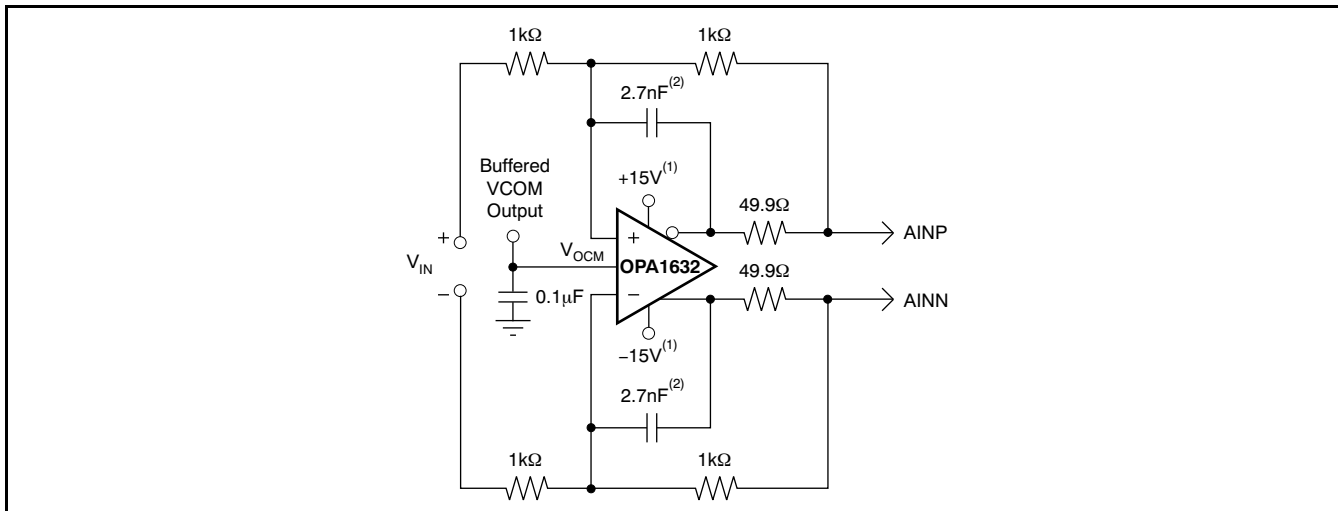 1kΩ
1kΩ
2.7nF(2)
Buffered
VCOM
Output
+15V(1)
49.9Ω
AINP
+
VIN
−
VOCM
+
OPA1632
−
0.1μF
49.9Ω
AINN
−15V(1)
2.7nF(2)
1kΩ
1kΩ